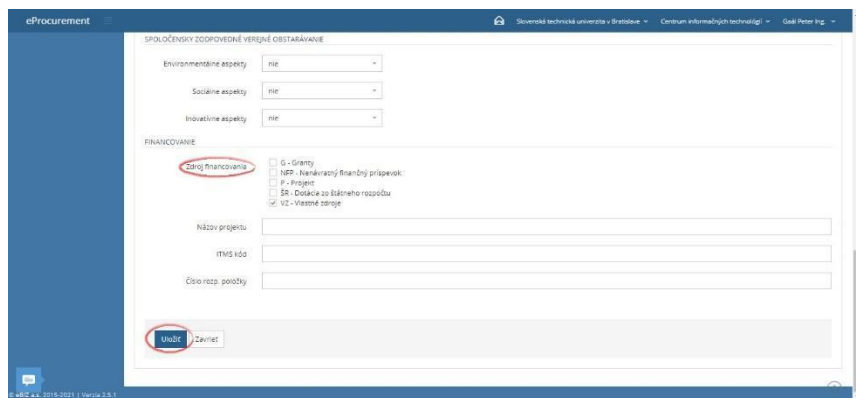 eProcurement
Slovenská technická univerzita v Bratislave
Centrum informačných technológií
Gaál Peter Ing.
SPOLOČENSKY ZODPOVEDNÉ VEREJNÉ OBSTARÁVANIE
Environmentálne aspekty nie
Sociálne aspekty nie
Inovatívne aspekty nie
FINANCOVANIE
Zdroj financovania
G - Granty
NFP - Nenávratný finančný príspevok
P - Projekt
ŠR - Dotácia zo štátneho rozpočtu
VZ - Vlastné zdroje
Názov projektu
ITMS kód
Číslo rozp. položky
Uložiť Zavrieť
© eBIZ a.s. 2015-2021 | Verzia 2.5.1